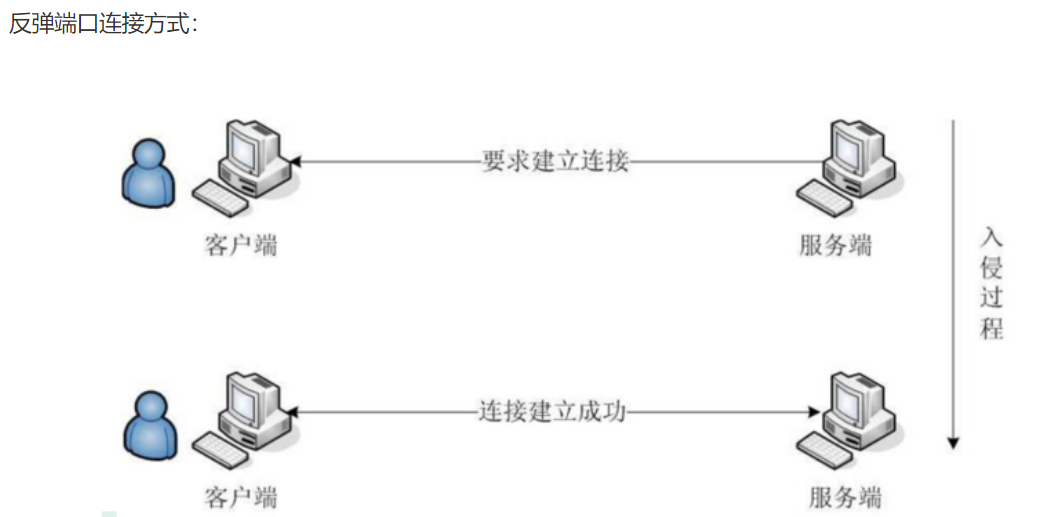 反弹端口连接方式：
要求建立连接
客户端
服务端
入侵过程
连接建立成功
客户端
服务端